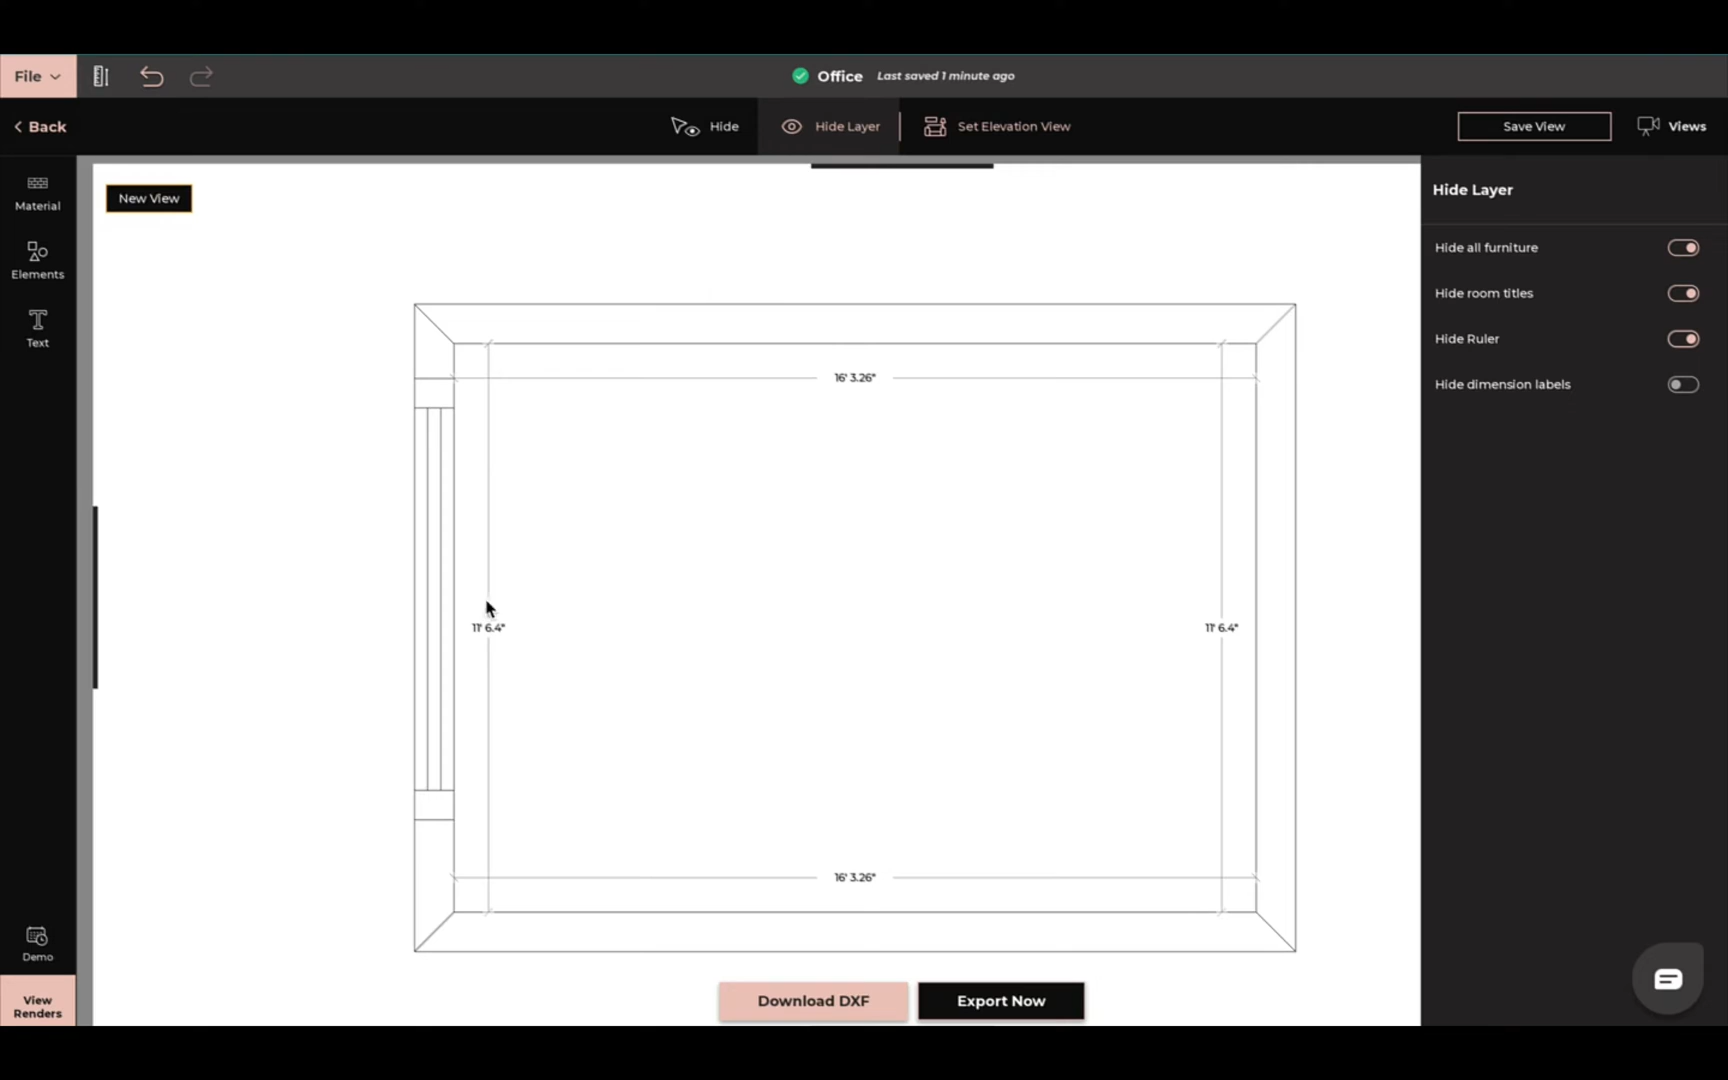 File
Office Last saved 1 minute ago
Back
Hide
Hide Layer
Set Elevation View
Save View
Views
Material
Elements
Text
New View
Hide Layer
Hide all furniture
Hide room titles
Hide Ruler
Hide dimension labels
16' 3.26"
11' 6.4"
11' 6.4"
16' 3.26"
Demo
View
Renders
Download DXF
Export Now